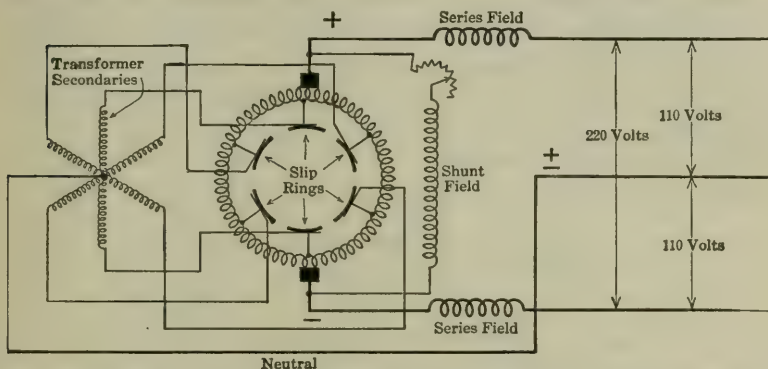 +
Series Field
Transformer
Secondaries
110 Volts
220 Volts
+
−
Slip
Rings
Shunt
Field
110 Volts
−
Series Field
Neutral